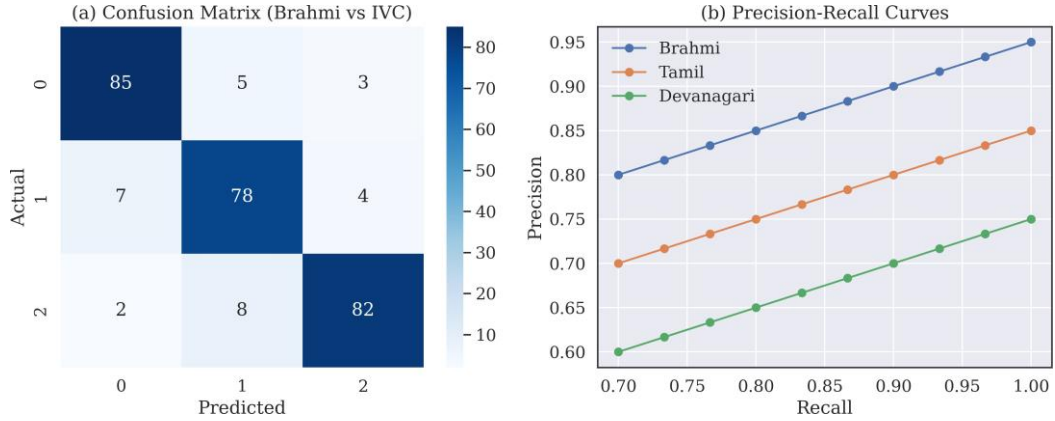 (a) Confusion Matrix (Brahmi vs IVC)
Actual
0
1
2
85 5 3
7 78 4
2 8 82
0 1 2
Predicted
80
70
60
50
40
30
20
10
(b) Precision-Recall Curves
Precision
0.95
0.90
0.85
0.80
0.75
0.70
0.65
0.60
Brahmi
Tamil
Devanagari
0.70 0.75 0.80 0.85 0.90 0.95 1.00
Recall